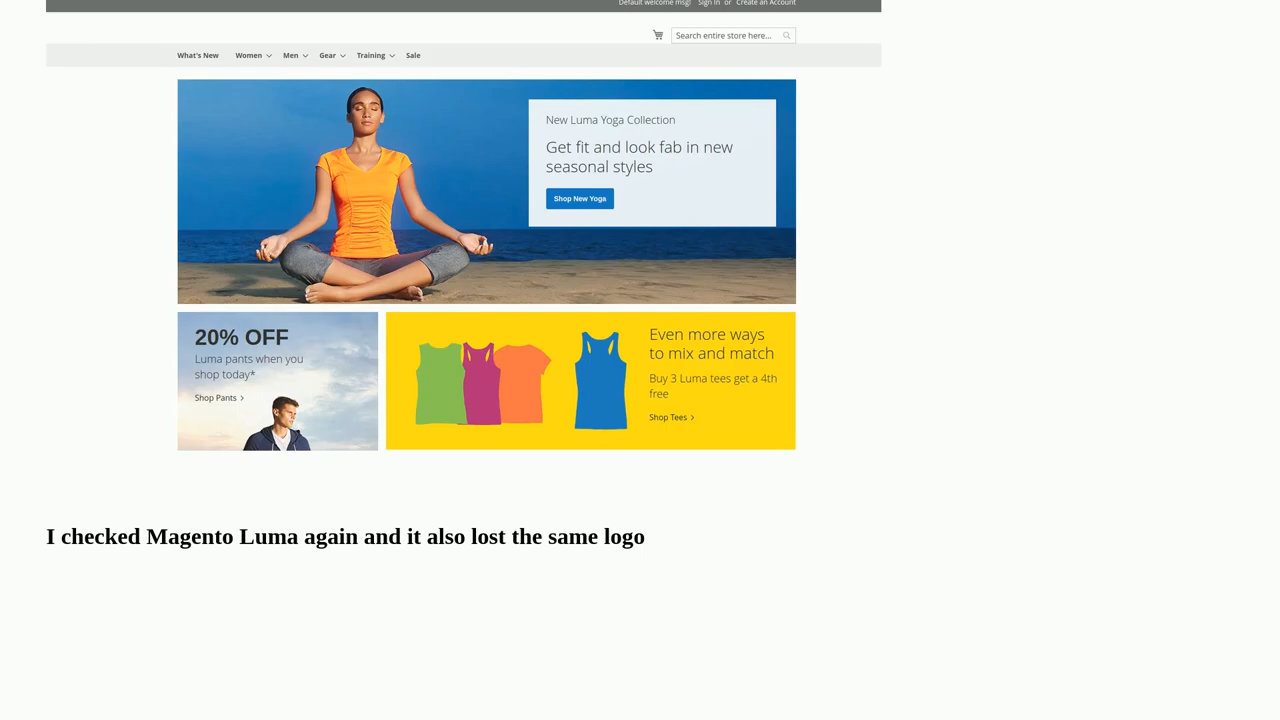 Default welcome msg! Sign In or Create an Account
Search entire store here...
What's New Women Men Gear Training Sale
New Luma Yoga Collection
Get fit and look fab in new
seasonal styles
Shop New Yoga
20% OFF
Luma pants when you
shop today*
Shop Pants
Even more ways
to mix and match
Buy 3 Luma tees get a 4th
free
Shop Tees
I checked Magento Luma again and it also lost the same logo